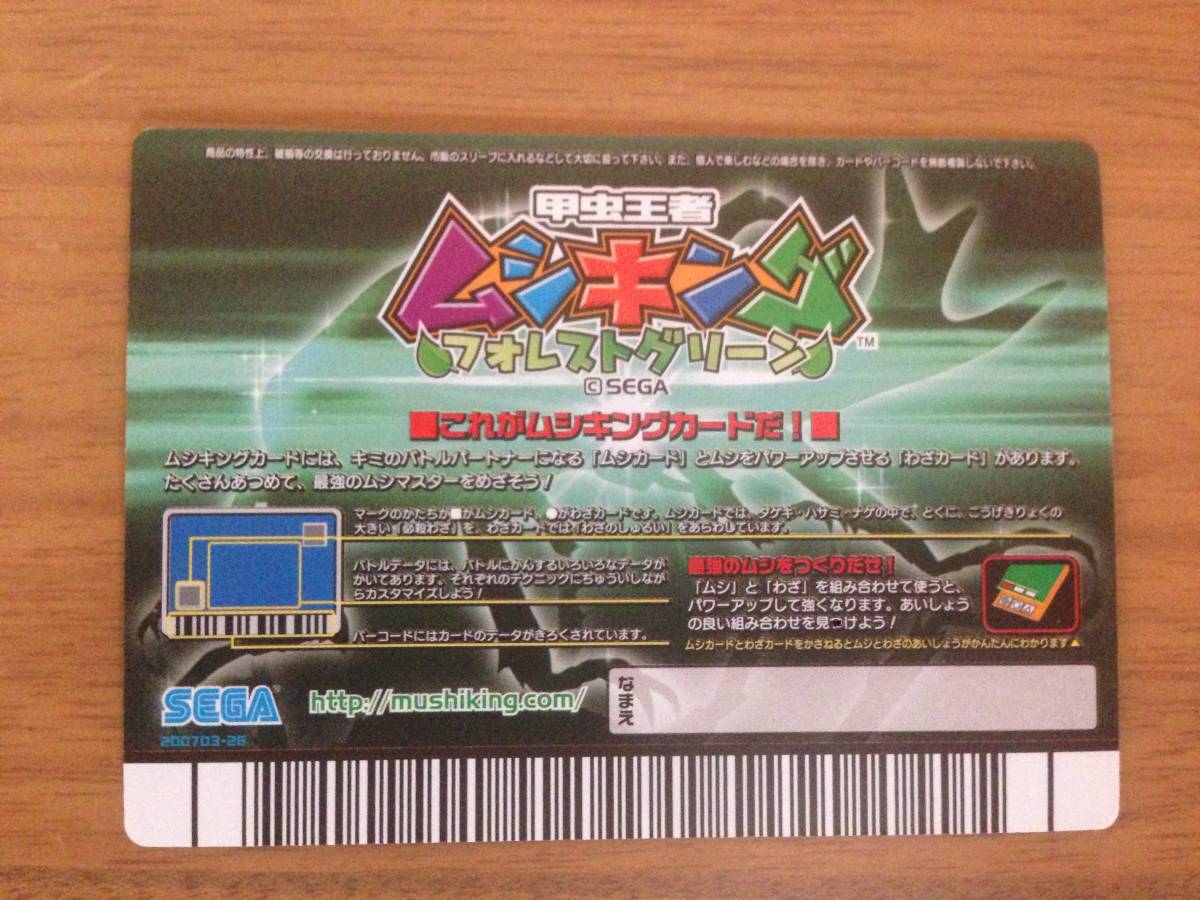 商品の特性上、破損等の交換は行っておりません。市販のスリーブに入れるなどして大切に扱って下さい。また、個人で楽しむなどの場合を除き、カードやバーコードを無断複製しないで下さい。
甲虫王者
ムシキング
フォレストグリーン
TM
©SEGA
■これがムシキングカードだ!■
ムシキングカードには、キミのバトルパートナーになる「ムシカード」とムシをパワーアップさせる「わざカード」があります。
たくさんあつめて、最強のムシマスターをめざそう!
マークのかたちが■がムシカード、●がわざカードです。ムシカードでは、ダゲキ・ハサミ・ナゲの中で、とくに、こうげきりょくの
大きい「必殺わざ」を、わざカードでは「わざのしゅるい」をあらわしています。
バトルデータには、バトルにかんするいろいろなデータが
かいてあります。それぞれのテクニックにちゅういしなが
らカスタマイズしよう!
バーコードにはカードのデータがきろくされています。
最強のムシをつくりだせ!
「ムシ」と「わざ」を組み合わせて使うと、
パワーアップして強くなります。あいしょう
の良い組み合わせを見つけよう!
ムシカードとわざカードをかさねるとムシとわざのあいしょうがかんたんにわかります▲
SEGA
200703-26
http://mushiking.com/
なまえ